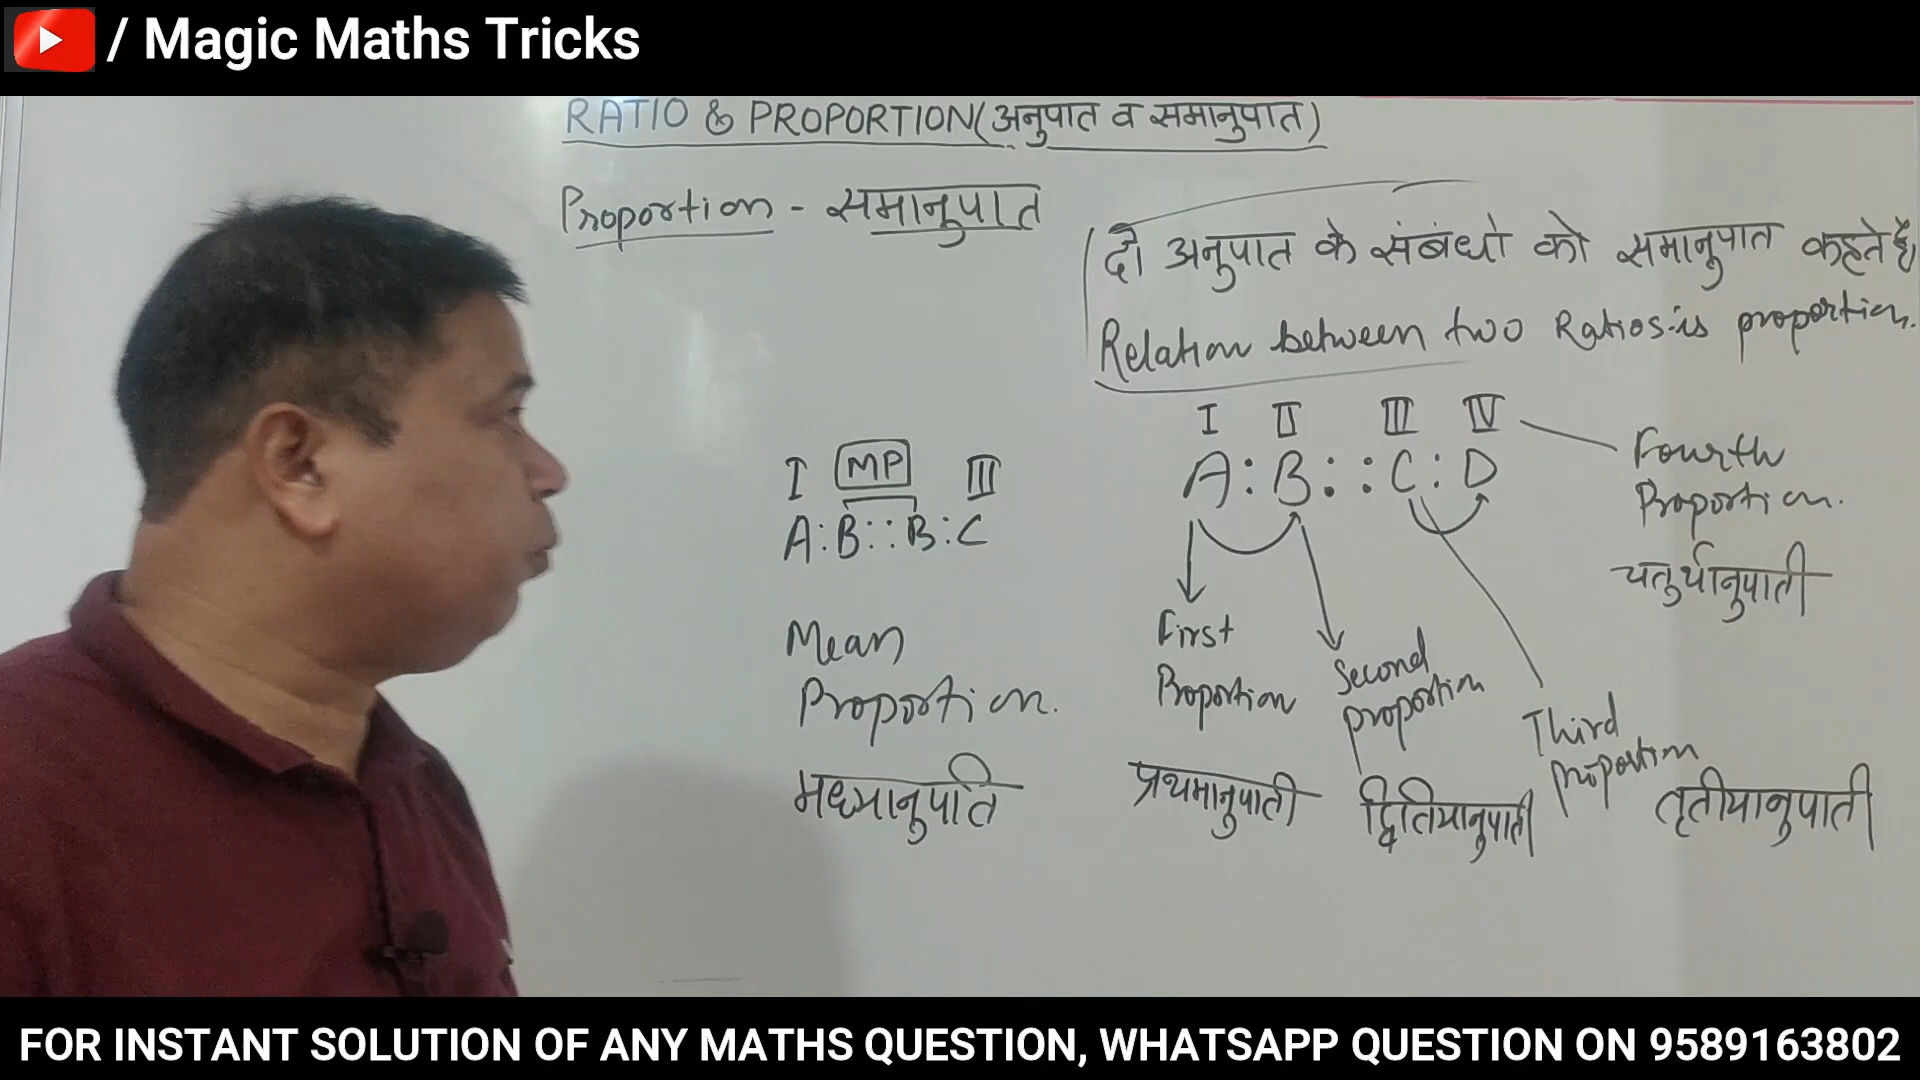 / Magic Maths Tricks
RATIO & PROPORTION(अनुपात व समानुपात)
Proportion - समानुपात
दो अनुपात के संबंधो को समानुपात कहते है,
Relation between two Ratios is proportion.
I II III IV
A:B::C:D
Fourth
Proportion.
चतुर्थानुपाती
I MP III
A:B::B:C
Mean
Proportion.
मध्यानुपाति
First
Proportion
प्रथमानुपाती
Second
proportion
द्वितियानुपाती
Third
proportion
तृतीयानुपाती
FOR INSTANT SOLUTION OF ANY MATHS QUESTION, WHATSAPP QUESTION ON 9589163802